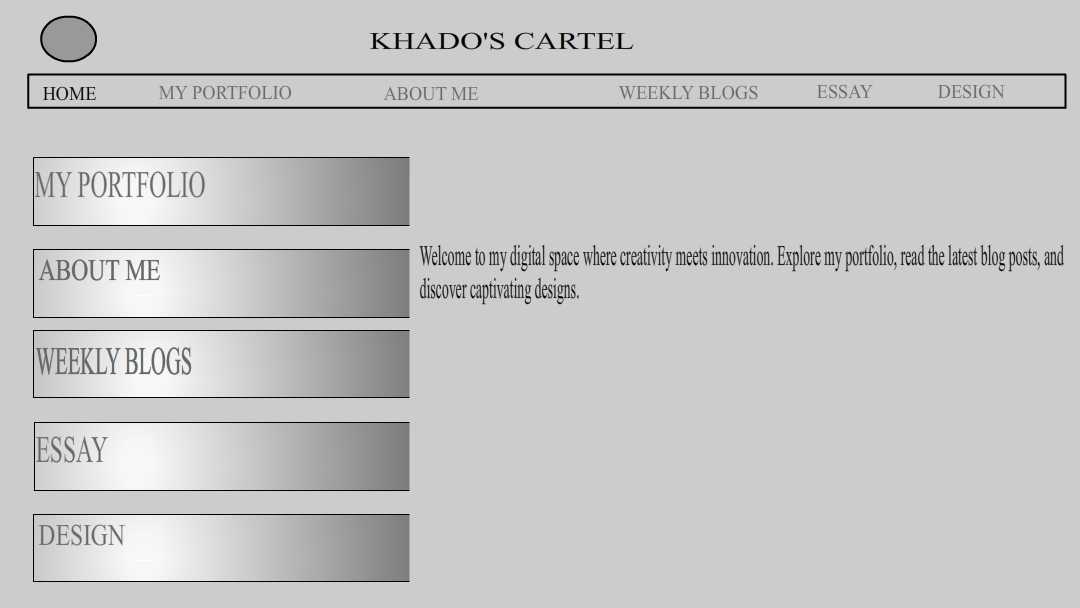 KHADO'S CARTEL
HOME MY PORTFOLIO ABOUT ME WEEKLY BLOGS ESSAY DESIGN
MY PORTFOLIO
ABOUT ME
Welcome to my digital space where creativity meets innovation. Explore my portfolio, read the latest blog posts, and
discover captivating designs.
WEEKLY BLOGS
ESSAY
DESIGN